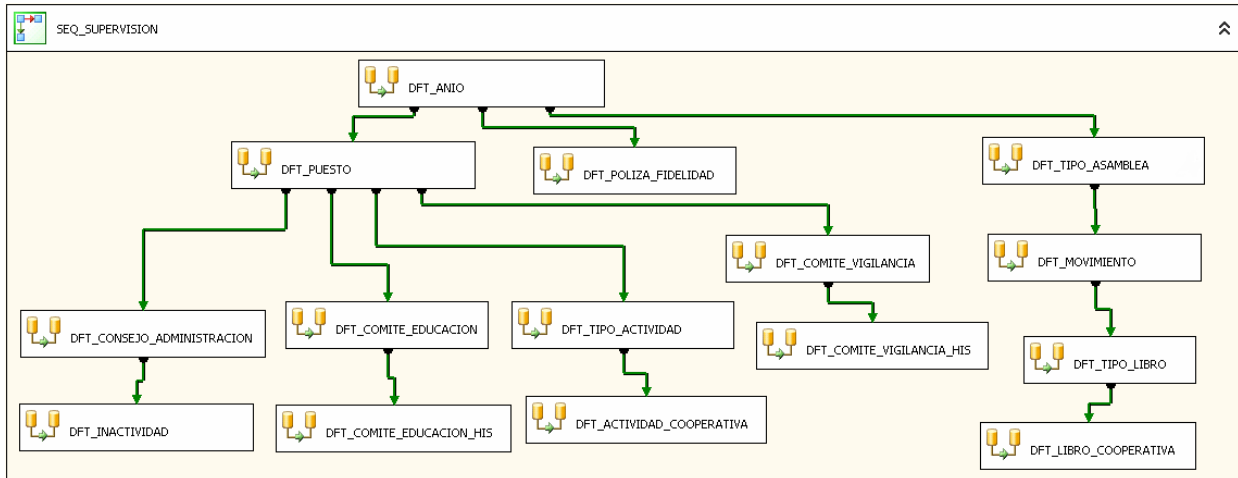 SEQ_SUPERVISION
DFT_ANIO
DFT_PUESTO
DFT_POLIZA_FIDELIDAD
DFT_TIPO_ASAMBLEA
DFT_COMITE_VIGILANCIA
DFT_MOVIMIENTO
DFT_CONSEJO_ADMINISTRACION
DFT_COMITE_EDUCACION
DFT_TIPO_ACTIVIDAD
DFT_COMITE_VIGILANCIA_HIS
DFT_TIPO_LIBRO
DFT_INACTIVIDAD
DFT_COMITE_EDUCACION_HIS
DFT_ACTIVIDAD_COOPERATIVA
DFT_LIBRO_COOPERATIVA